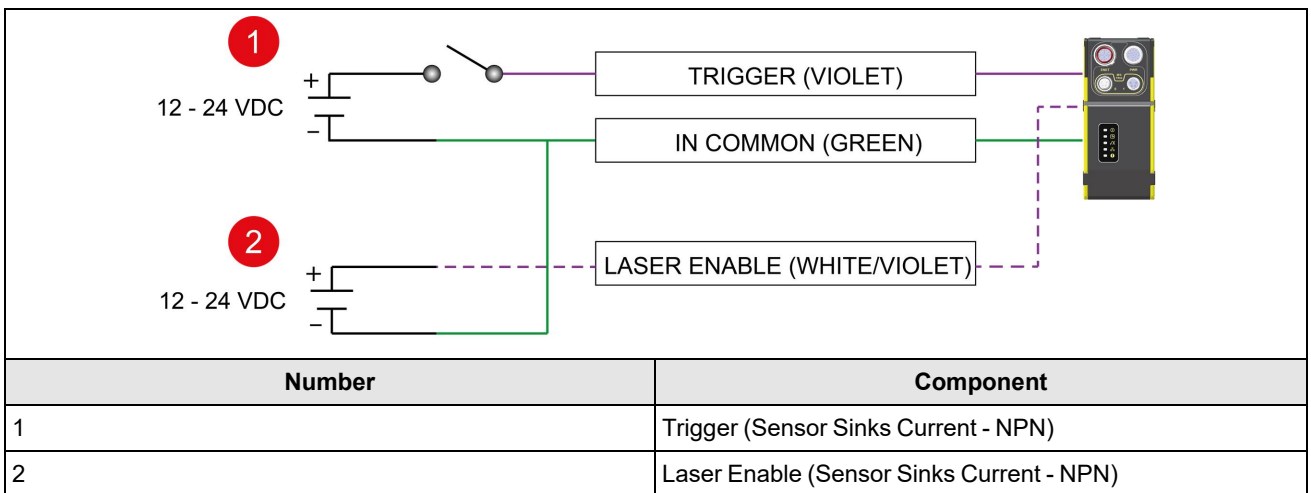 1
+
12 - 24 VDC
−
TRIGGER (VIOLET)
IN COMMON (GREEN)
2
+
12 - 24 VDC
−
LASER ENABLE (WHITE/VIOLET)
Number Component
1 Trigger (Sensor Sinks Current - NPN)
2 Laser Enable (Sensor Sinks Current - NPN)